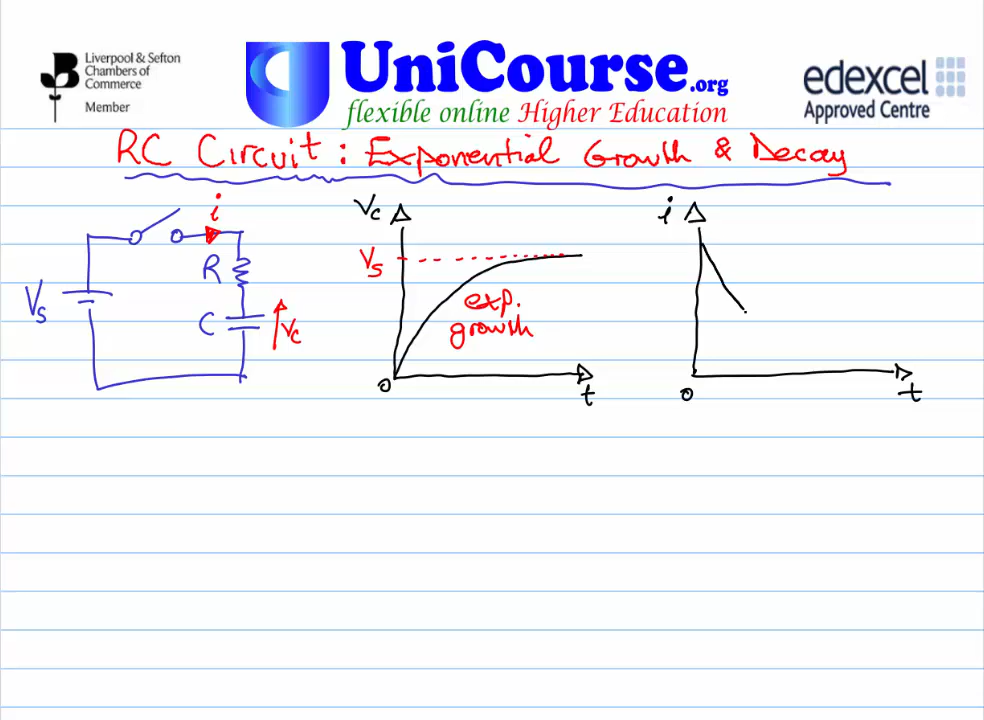 Liverpool & Sefton
Chambers of
Commerce
Member
UniCourse.org
flexible online Higher Education
edexcel
Approved Centre
RC Circuit : Exponential Growth & Decay
i
R
Vs
C
Vc
Vc
Vs
exp.
growth
0
t
i
0
t